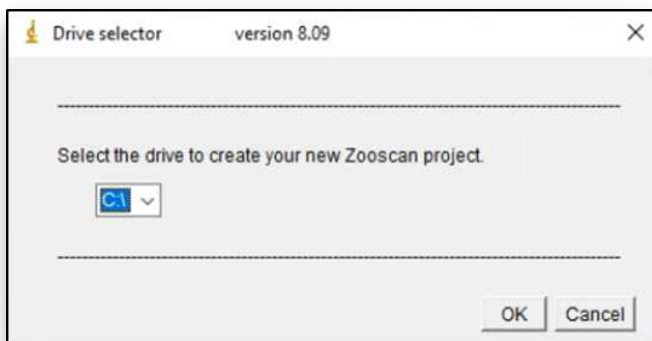 Drive selector version 8.09
Select the drive to create your new Zooscan project.
C:\
OK Cancel